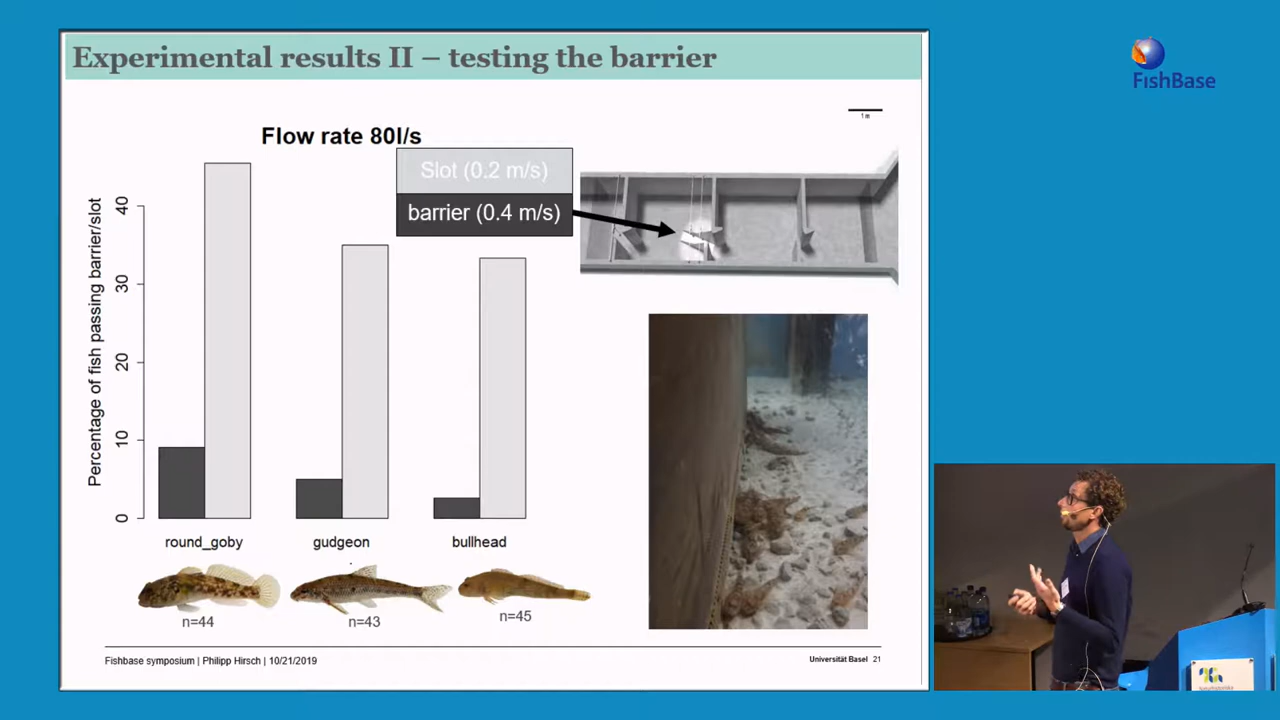 Experimental results II – testing the barrier
FishBase
1 m
Flow rate 80l/s
Slot (0.2 m/s)
barrier (0.4 m/s)
Percentage of fish passing barrier/slot
40
30
20
10
0
round_goby
gudgeon
bullhead
n=44
n=43
n=45
Fishbase symposium | Philipp Hirsch | 10/21/2019
Universität Basel 21